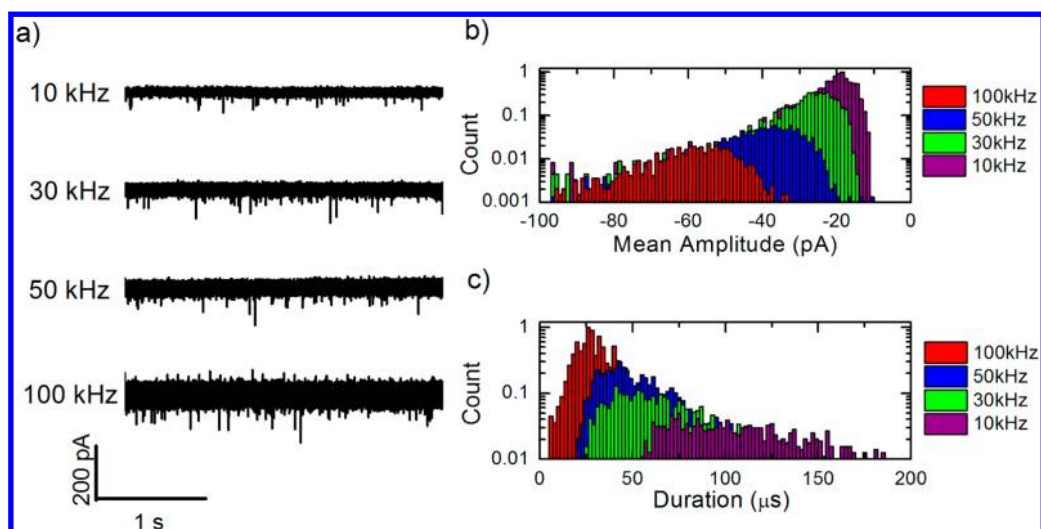 a)
10 kHz
30 kHz
50 kHz
100 kHz
200 pA
1 s
b)
Count
1
0.1
0.01
0.001
-100
-80
-60
-40
-20
0
Mean Amplitude (pA)
100kHz
50kHz
30kHz
10kHz
c)
Count
1
0.1
0.01
0
50
100
150
200
Duration (μs)
100kHz
50kHz
30kHz
10kHz